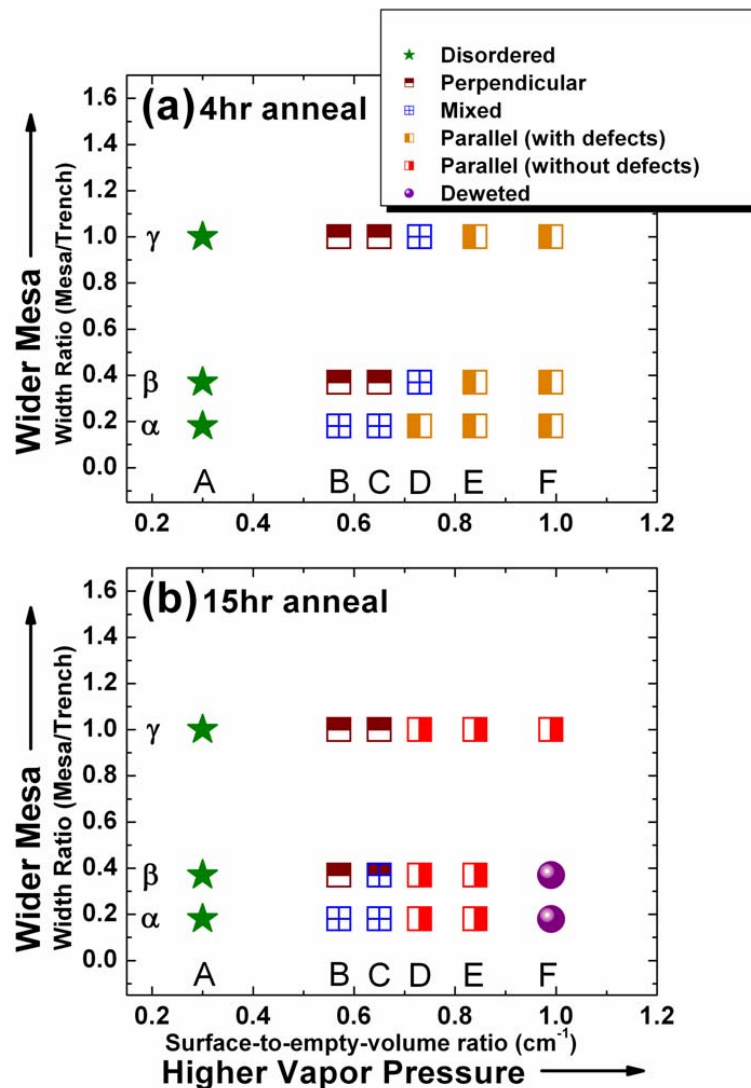 Disordered
Perpendicular
Mixed
Parallel (with defects)
Parallel (without defects)
Deweted
(a) 4hr anneal
Wider Mesa
Width Ratio (Mesa/Trench)
1.6
1.4
1.2
1.0
0.8
0.6
0.4
0.2
0.0
γ
β
α
A B C D E F
0.2 0.4 0.6 0.8 1.0 1.2
(b) 15hr anneal
Wider Mesa
Width Ratio (Mesa/Trench)
1.6
1.4
1.2
1.0
0.8
0.6
0.4
0.2
0.0
γ
β
α
A B C D E F
0.2 0.4 0.6 0.8 1.0 1.2
Surface-to-empty-volume ratio (cm⁻¹)
Higher Vapor Pressure